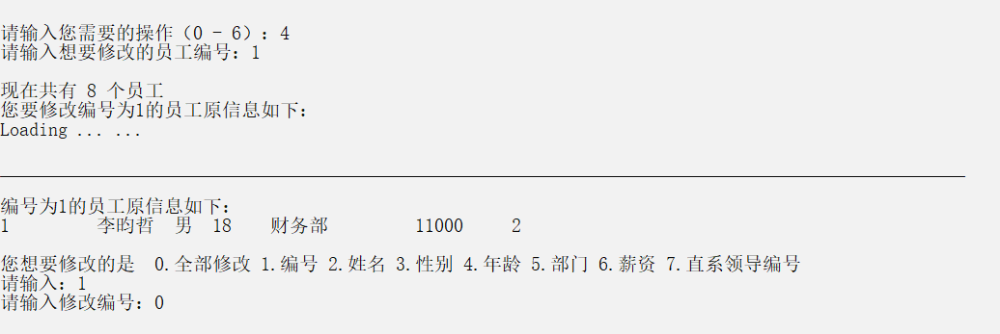 请输入您需要的操作（0 - 6）：4
请输入想要修改的员工编号：1
现在共有 8 个员工
您要修改编号为1的员工原信息如下：
Loading ... ...
编号为1的员工原信息如下：
1 李昀哲 男 18 财务部 11000 2
您想要修改的是 0.全部修改 1.编号 2.姓名 3.性别 4.年龄 5.部门 6.薪资 7.直系领导编号
请输入：1
请输入修改编号：0